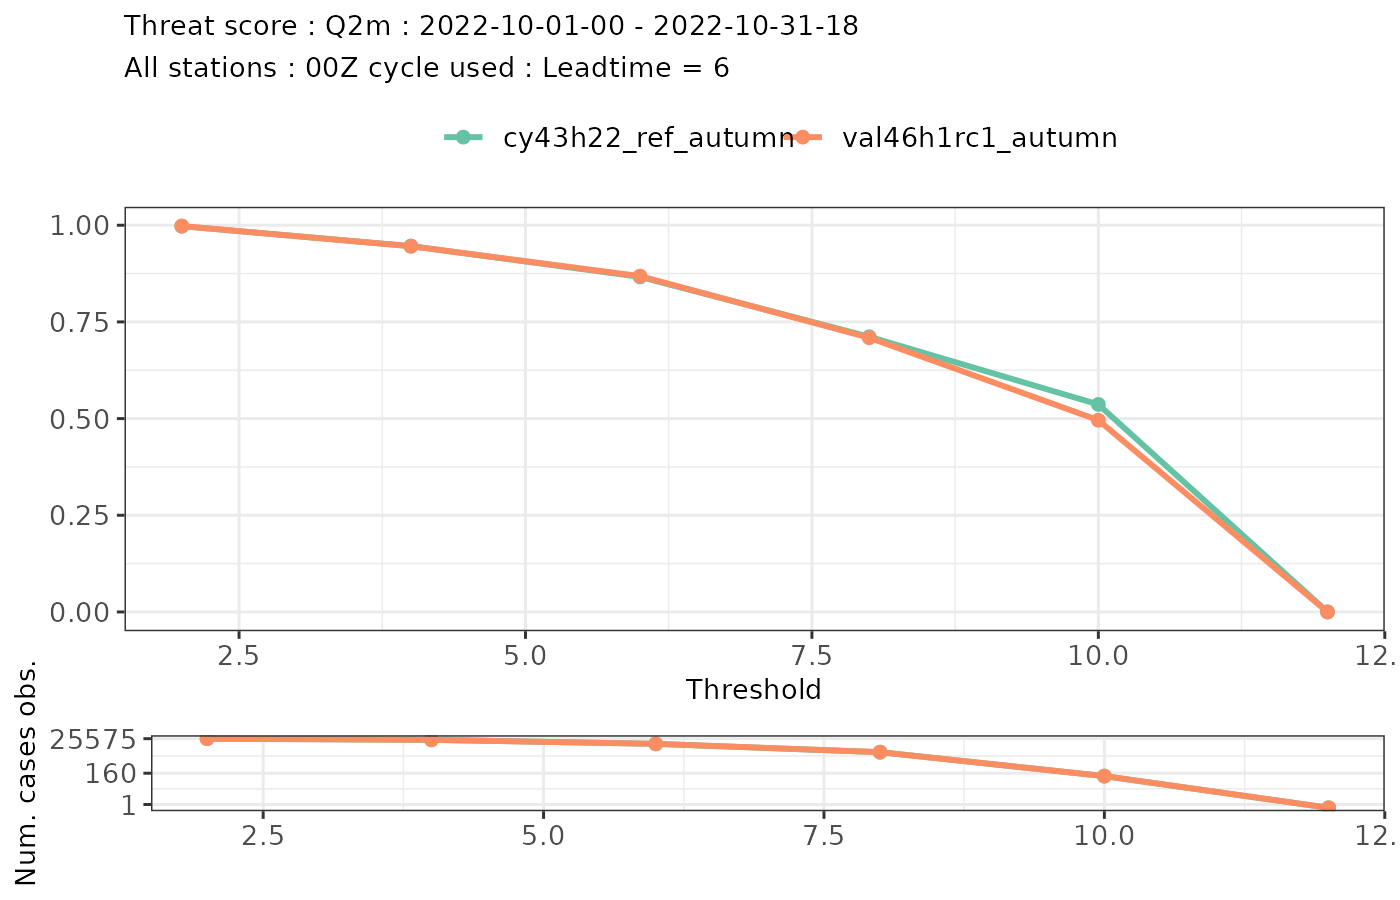 Threat score : Q2m : 2022-10-01-00 - 2022-10-31-18
All stations : 00Z cycle used : Leadtime = 6
cy43h22_ref_autumn val46h1rc1_autumn
1.00
0.75
0.50
0.25
0.00
2.5 5.0 7.5 10.0 12.
Threshold
Num. cases obs.
25575
160
1
2.5 5.0 7.5 10.0 12.